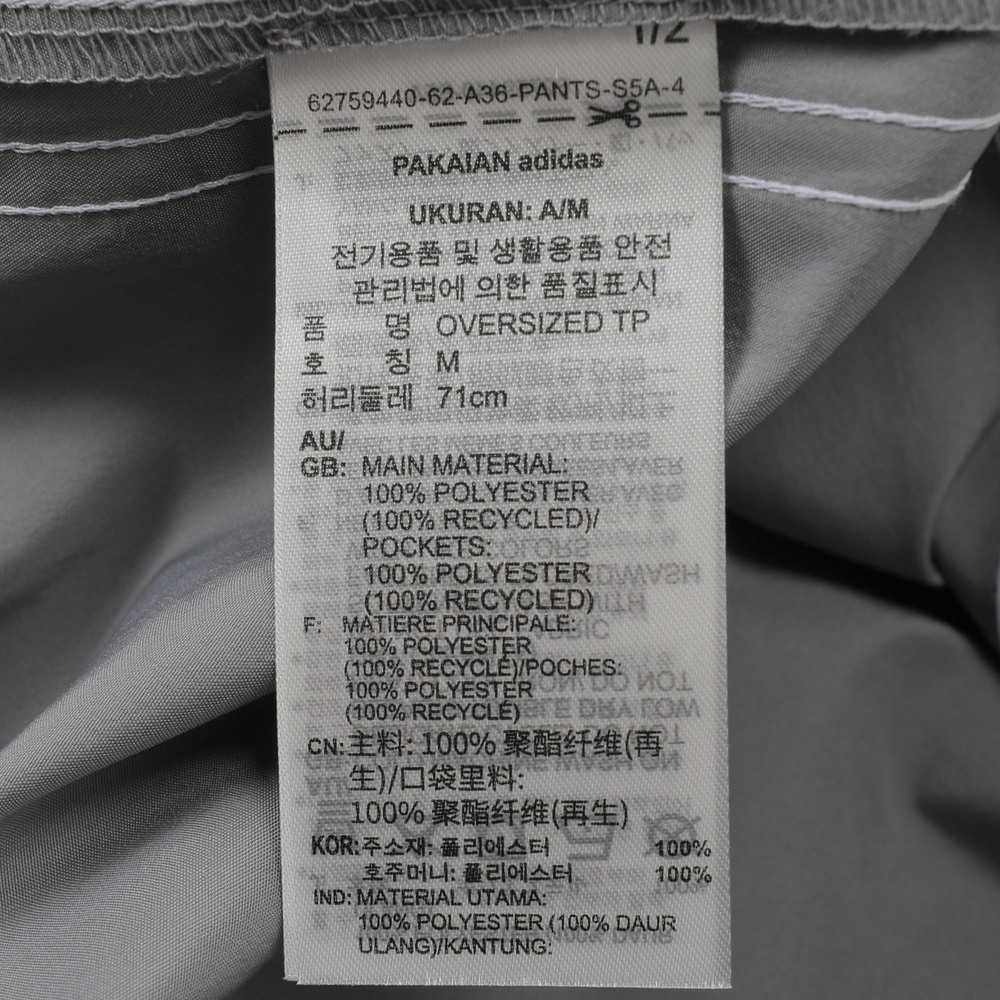 1/2
62759440-62-A36-PANTS-S5A-4
PAKAIAN adidas
UKURAN: A/M
전기용품 및 생활용품 안전
관리법에 의한 품질표시
품 명 OVERSIZED TP
호 칭 M
허리둘레 71cm
AU/
GB: MAIN MATERIAL:
100% POLYESTER
(100% RECYCLED)/
POCKETS:
100% POLYESTER
(100% RECYCLED)
F: MATIERE PRINCIPALE:
100% POLYESTER
(100% RECYCLÉ)/POCHES:
100% POLYESTER
(100% RECYCLÉ)
CN: 主料: 100% 聚酯纤维(再
生)/口袋里料:
100% 聚酯纤维(再生)
KOR: 주소재: 폴리에스터 100%
호주머니: 폴리에스터 100%
IND: MATERIAL UTAMA:
100% POLYESTER (100% DAUR
ULANG)/KANTUNG: